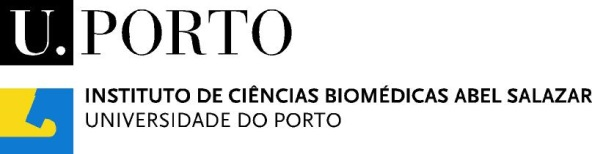 U. PORTO
INSTITUTO DE CIÊNCIAS BIOMÉDICAS ABEL SALAZAR
UNIVERSIDADE DO PORTO